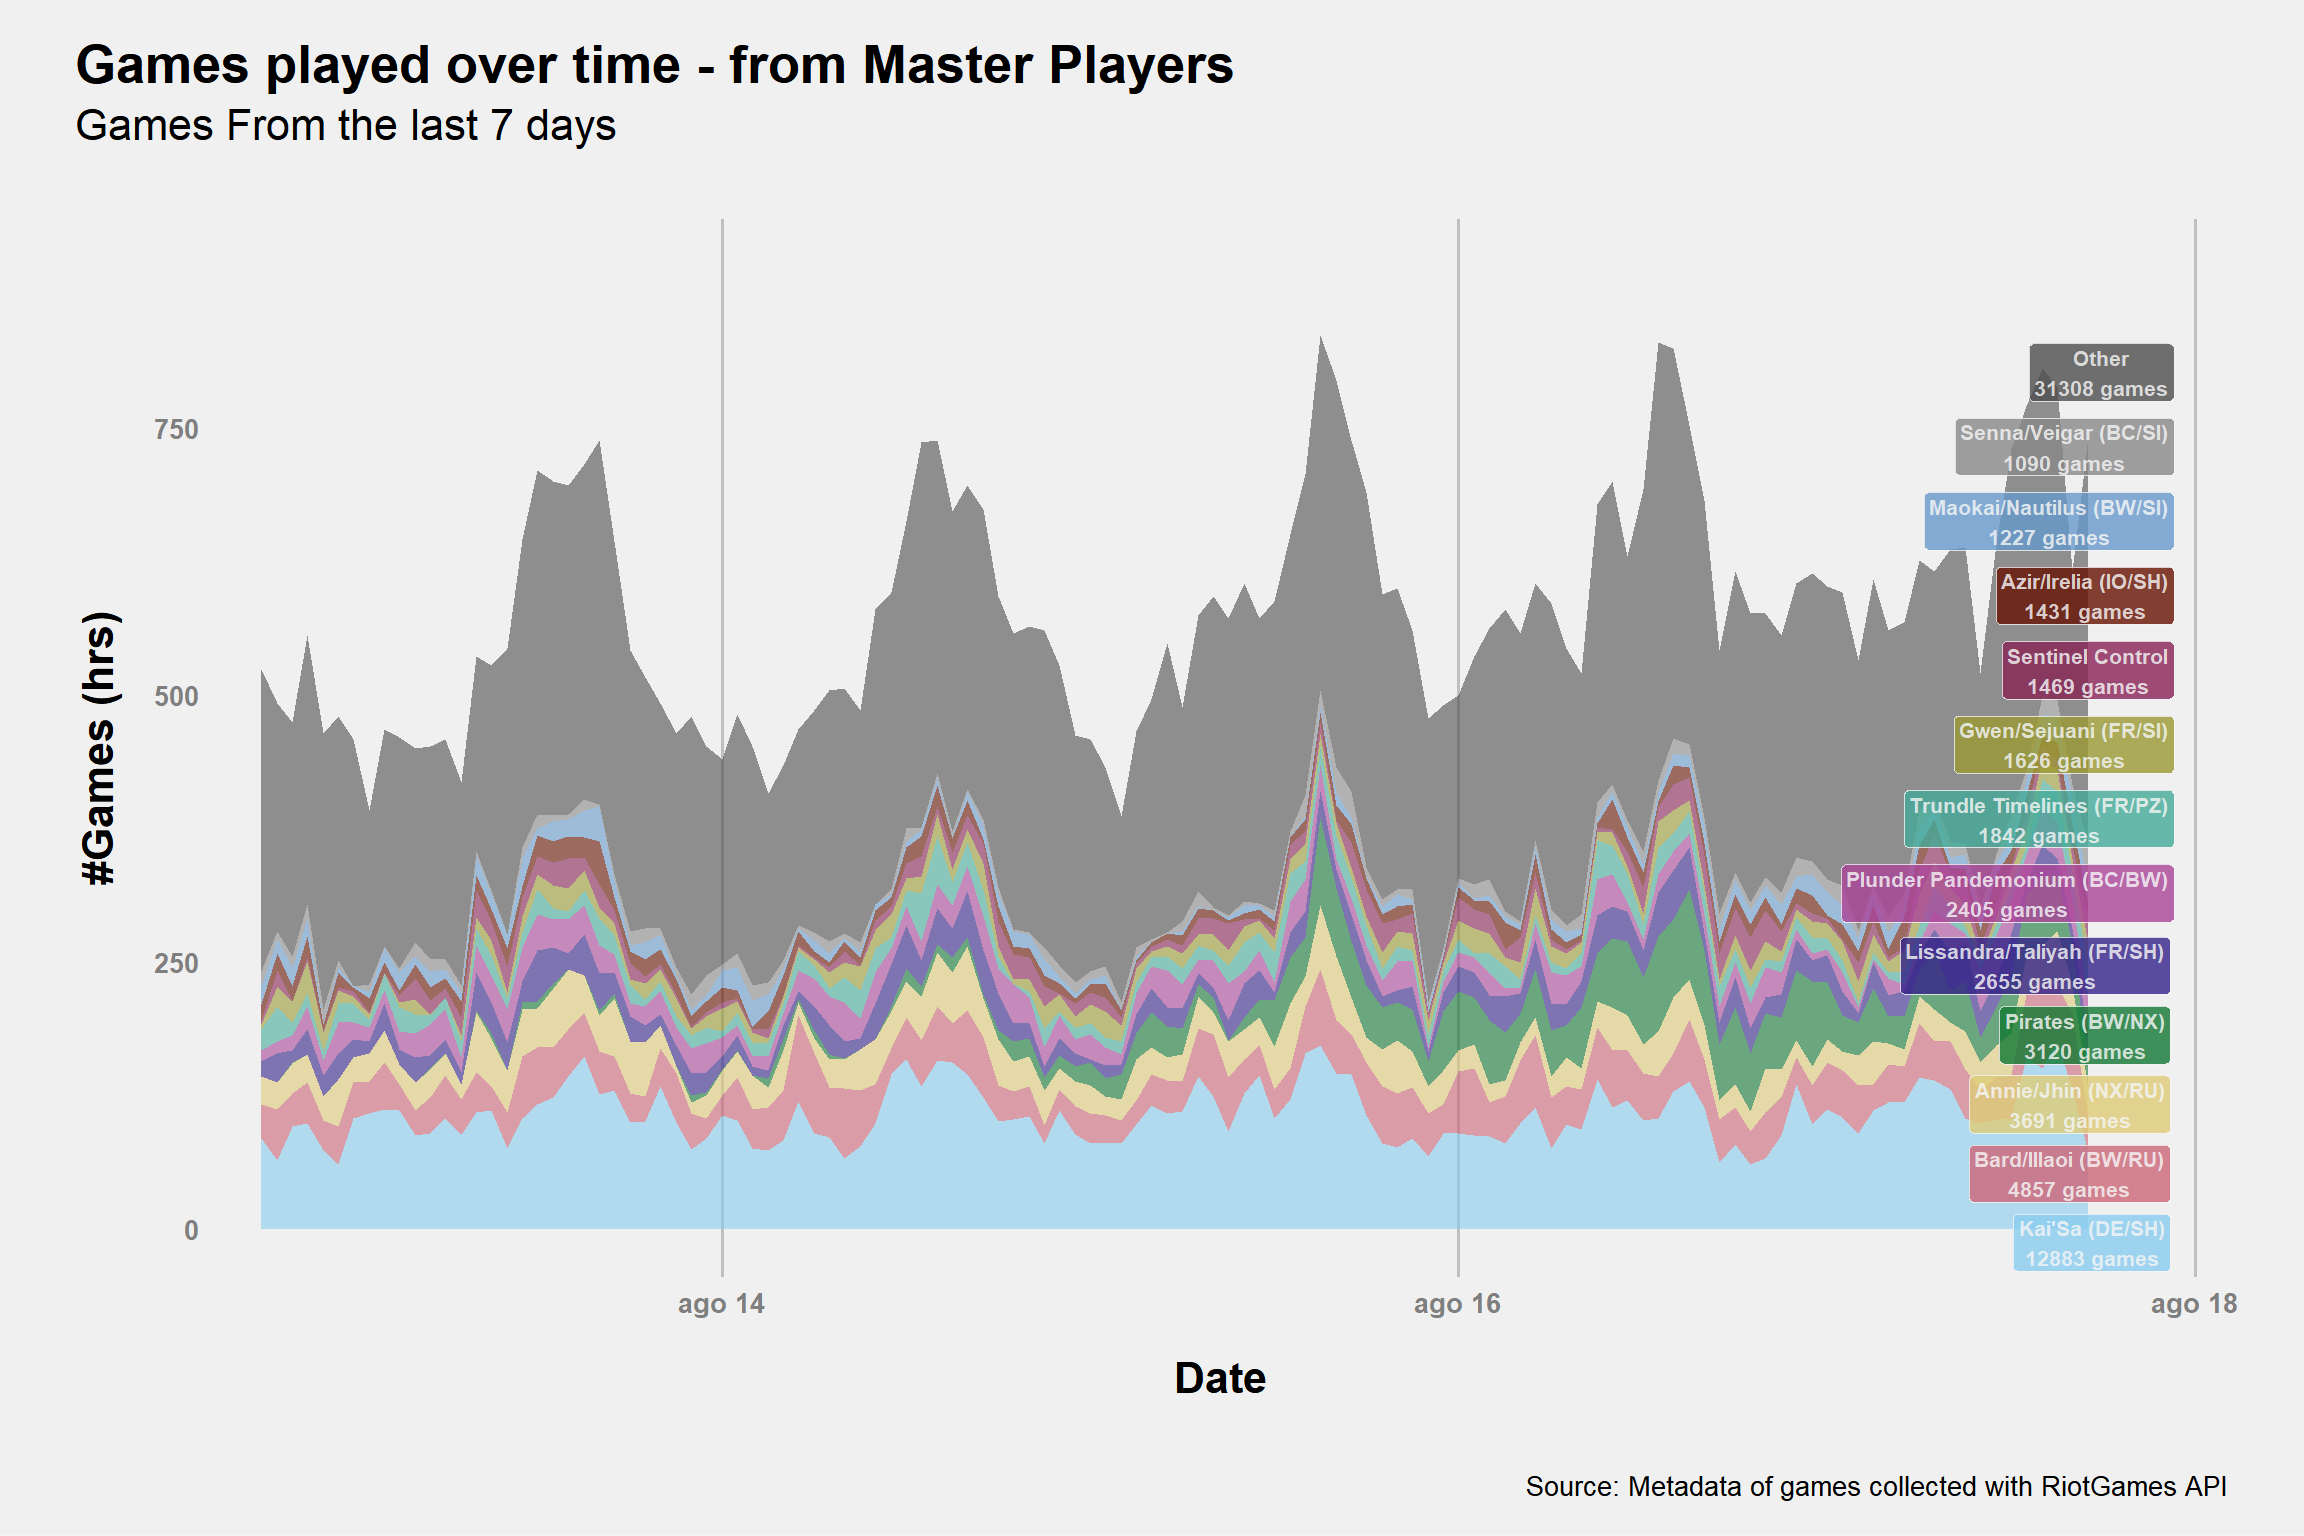 Games played over time - from Master Players
Games From the last 7 days
#Games (hrs)
750
500
250
0
Other
31308 games
Senna/Veigar (BC/SI)
1090 games
Maokai/Nautilus (BW/SI)
1227 games
Azir/Irelia (IO/SH)
1431 games
Sentinel Control
1469 games
Gwen/Sejuani (FR/SI)
1626 games
Trundle Timelines (FR/PZ)
1842 games
Plunder Pandemonium (BC/BW)
2405 games
Lissandra/Taliyah (FR/SH)
2655 games
Pirates (BW/NX)
3120 games
Annie/Jhin (NX/RU)
3691 games
Bard/Illaoi (BW/RU)
4857 games
Kai'Sa (DE/SH)
12883 games
ago 14
ago 16
ago 18
Date
Source: Metadata of games collected with RiotGames API